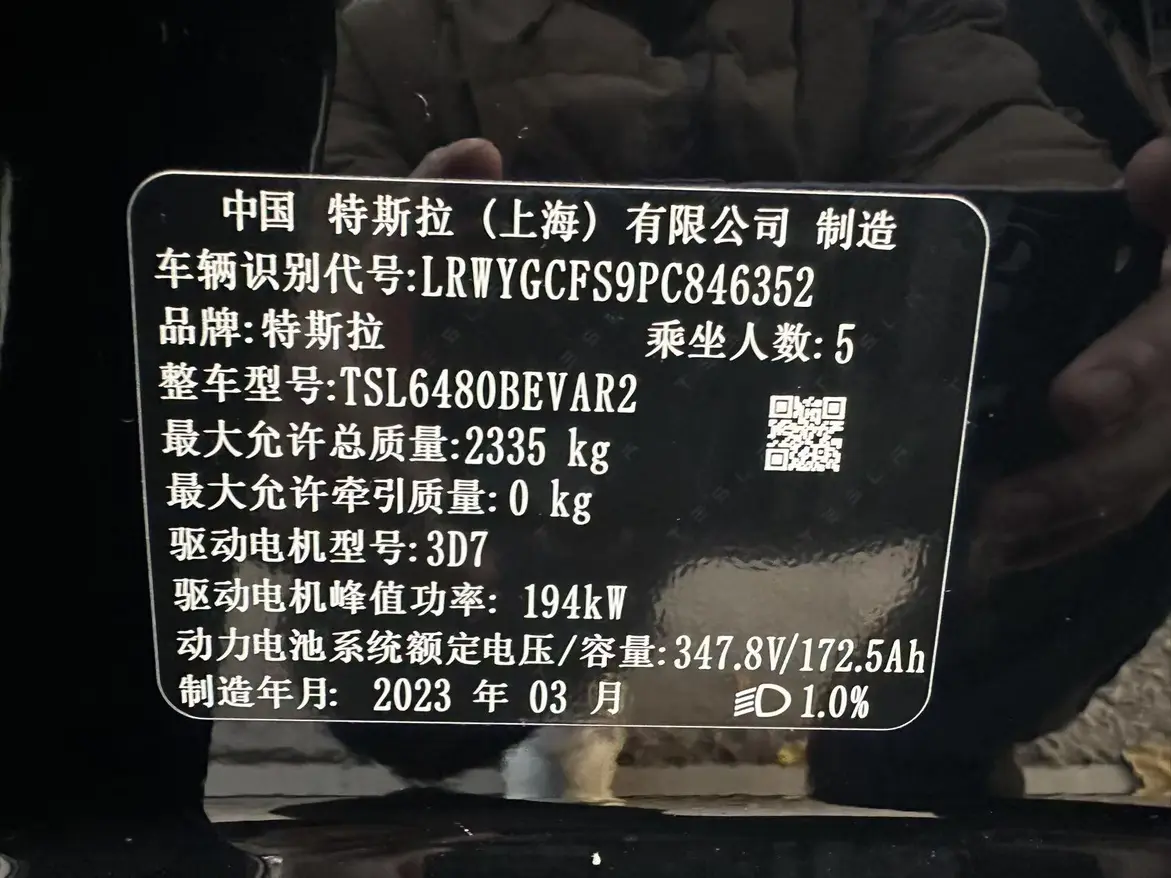 中国 特斯拉 (上海) 有限公司 制造
车辆识别代号:LRWYGCFS9PC846352
品牌:特斯拉 乘坐人数:5
整车型号:TSL6480BEVAR2
最大允许总质量:2335 kg
最大允许牵引质量:0 kg
驱动电机型号:3D7
驱动电机峰值功率: 194kW
动力电池系统额定电压/容量:347.8V/172.5Ah
制造年月: 2023 年 03 月 1.0%